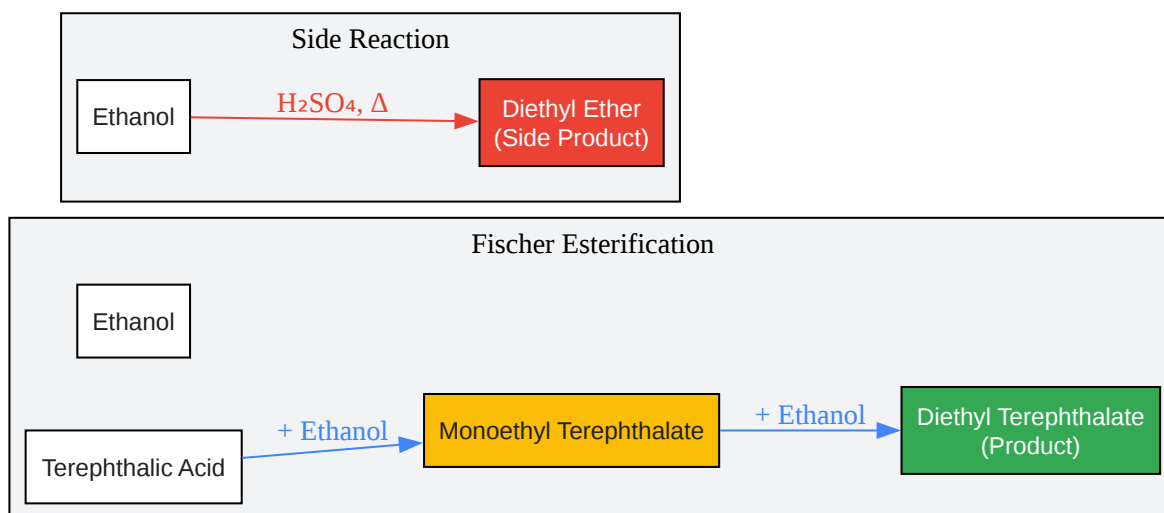 Side Reaction
Ethanol
H₂SO₄, Δ
Diethyl Ether
(Side Product)
Fischer Esterification
Ethanol
Terephthalic Acid
+ Ethanol
Monoethyl Terephthalate
+ Ethanol
Diethyl Terephthalate
(Product)